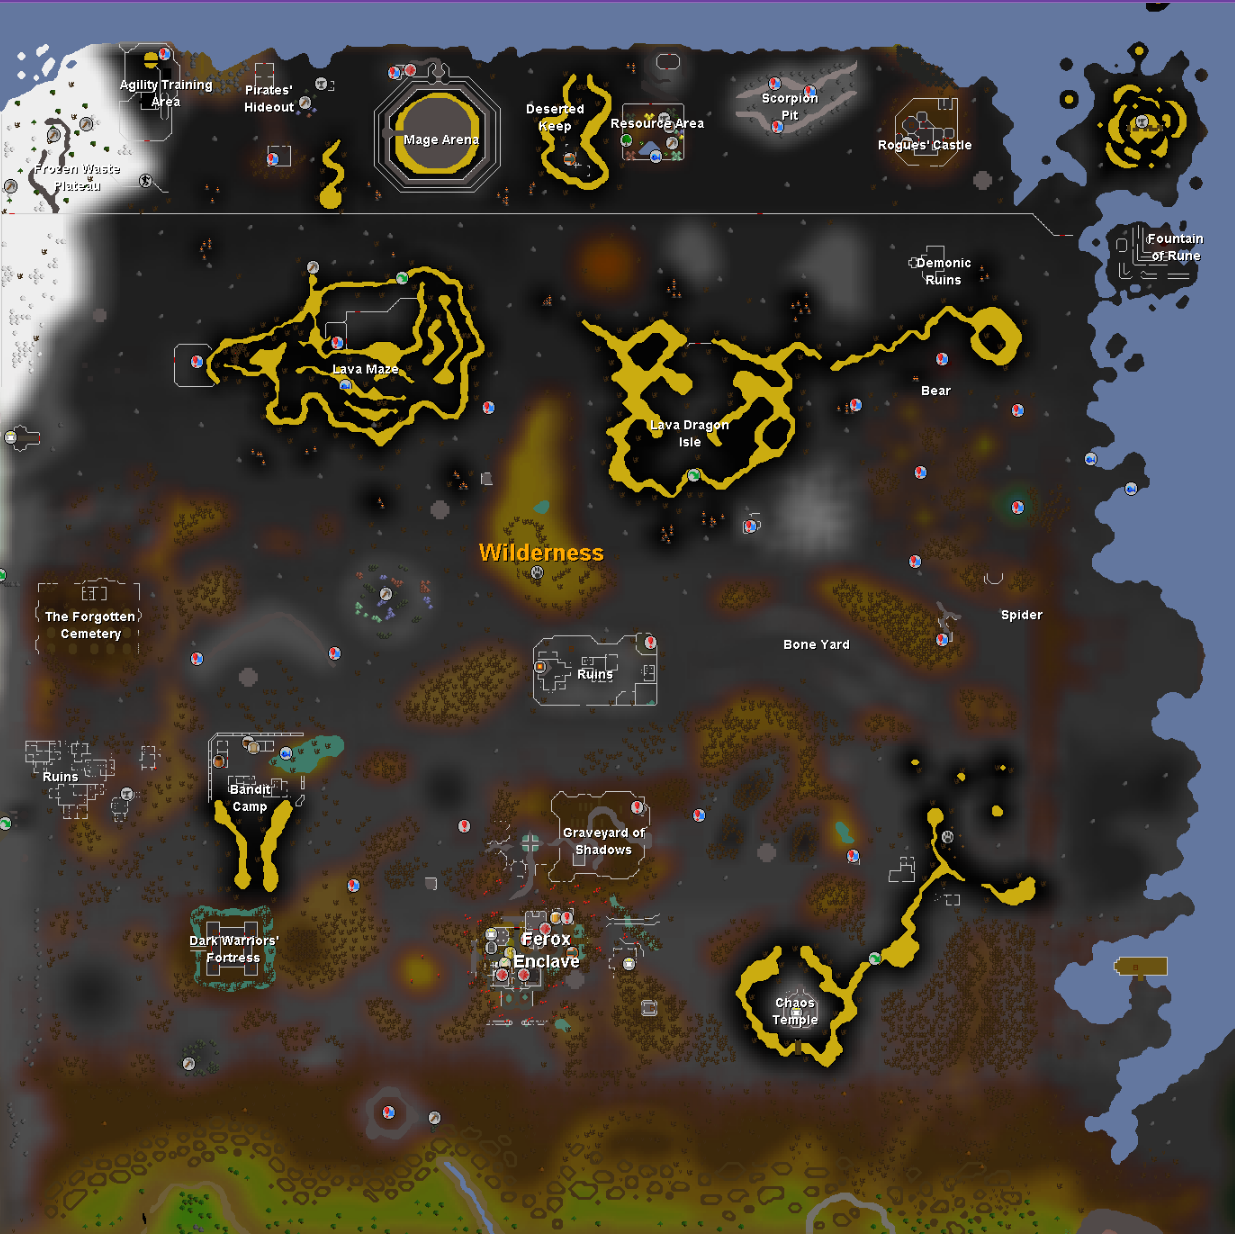 Agility Training
Area
Pirates'
Hideout
Mage Arena
Deserted
Keep
Resource Area
Scorpion
Pit
Rogues' Castle
Frozen Waste
Plateau
Fountain
of Rune
Demonic
Ruins
Lava Maze
Bear
Lava Dragon
Isle
Wilderness
The Forgotten
Cemetery
Spider
Bone Yard
Ruins
Ruins
Bandit
Camp
Graveyard of
Shadows
Dark Warriors'
Fortress
Ferox
Enclave
Chaos
Temple